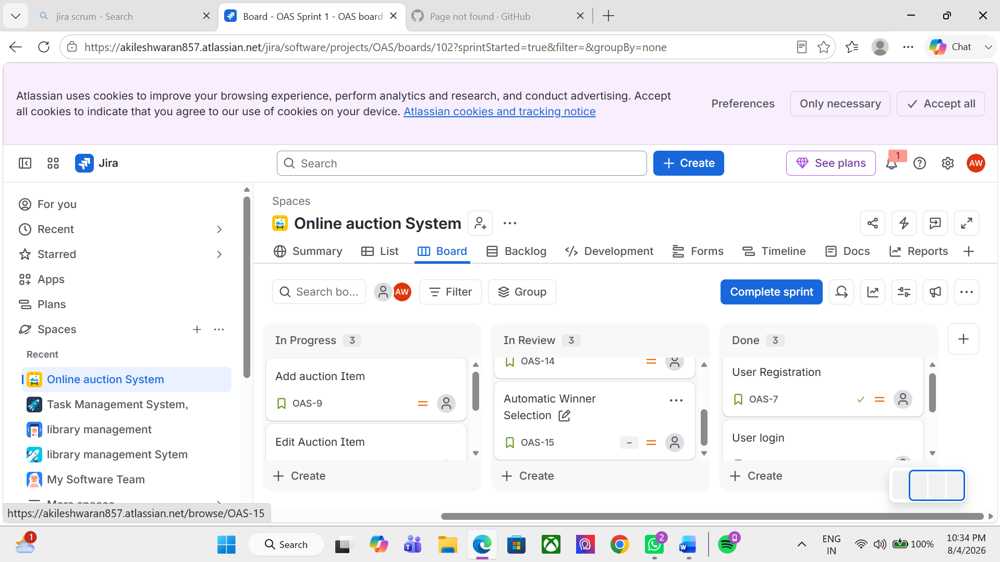 jira scrum - Search
Board - OAS Sprint 1 - OAS board
Page not found · GitHub
https://akileshwaran857.atlassian.net/jira/software/projects/OAS/boards/102?sprintStarted=true&filter=&groupBy=none
Chat
Atlassian uses cookies to improve your browsing experience, perform analytics and research, and conduct advertising. Accept
all cookies to indicate that you agree to our use of cookies on your device. Atlassian cookies and tracking notice
Preferences
Only necessary
Accept all
Jira
Search
Create
See plans
1
AW
For you
Recent
Starred
Apps
Plans
Spaces
Recent
Online auction System
Task Management System,
library management
library management Sytem
My Software Team
https://akileshwaran857.atlassian.net/browse/OAS-15
Spaces
Online auction System
Summary
List
Board
Backlog
Development
Forms
Timeline
Docs
Reports
Search bo...
AW
Filter
Group
Complete sprint
In Progress 3
Add auction Item
OAS-9
Edit Auction Item
Create
In Review 3
OAS-14
Automatic Winner
Selection
OAS-15
Create
Done 3
User Registration
OAS-7
User login
Create
1
Search
2
ENG
IN
100%
10:34 PM
8/4/2026